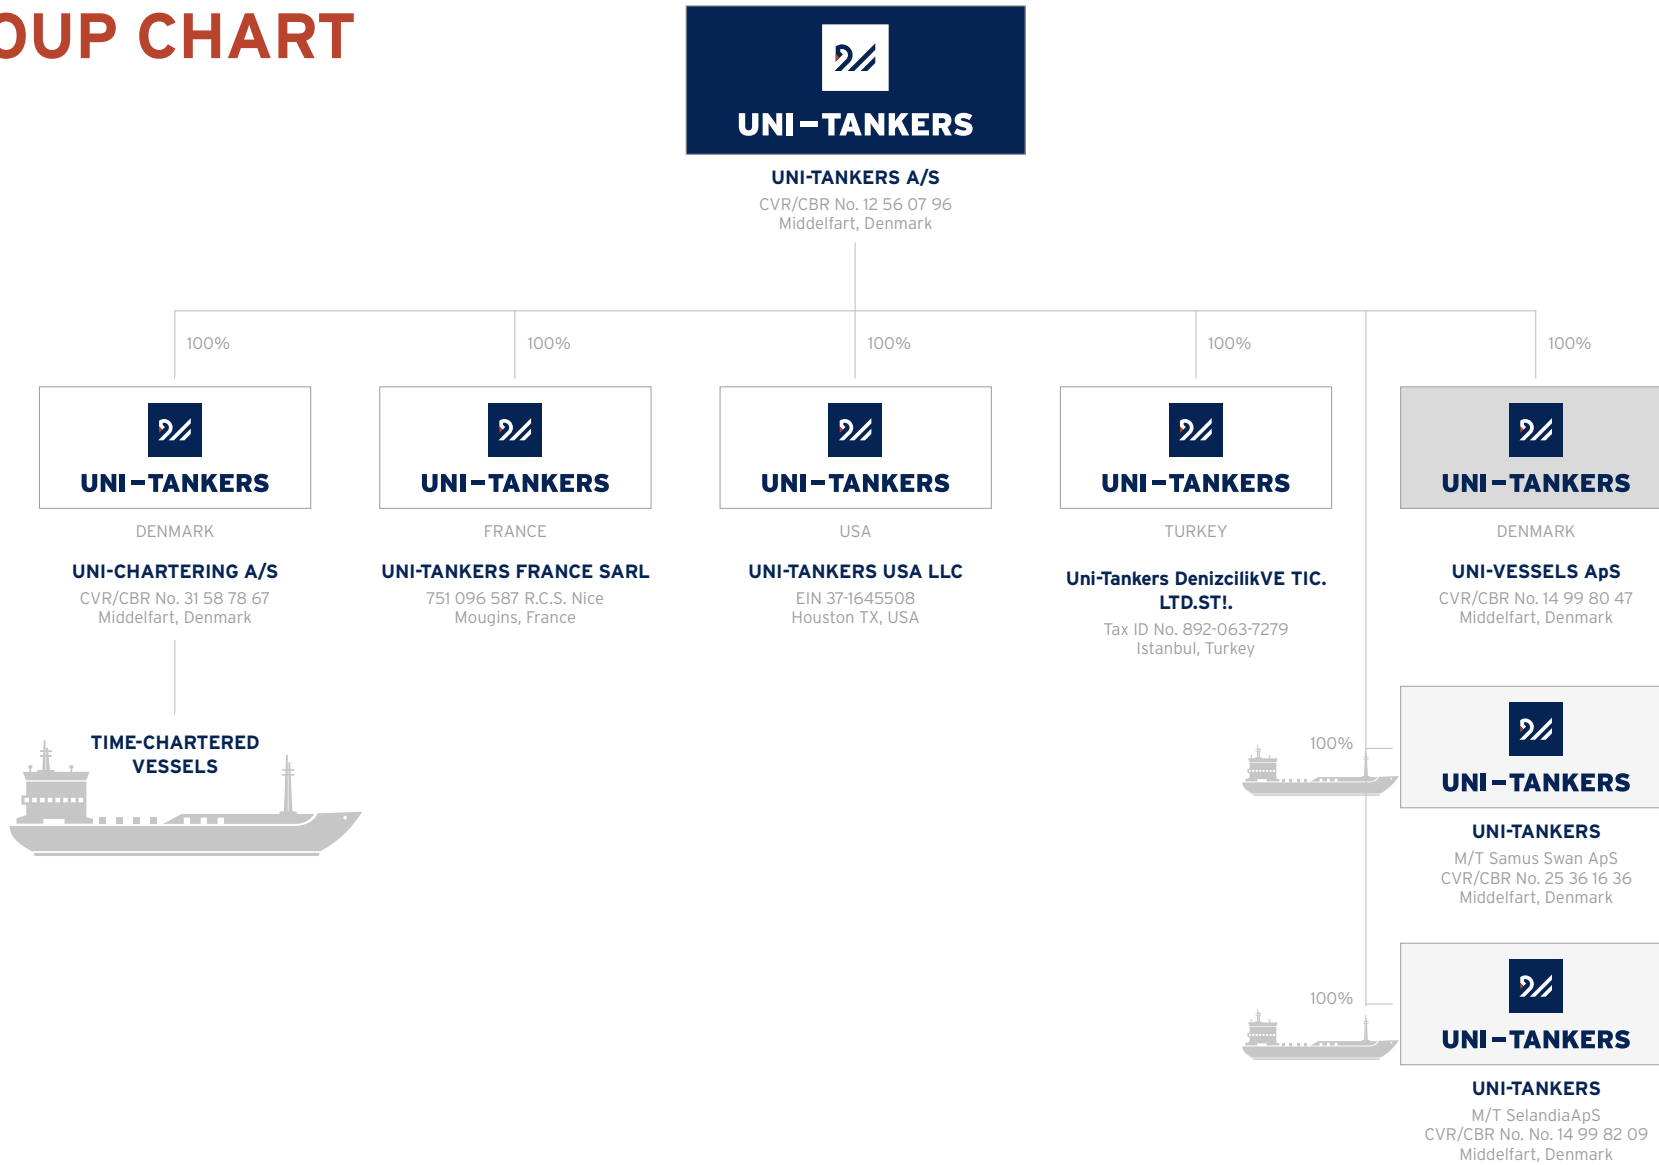 OUP CHART
UNI-TANKERS
UNI-TANKERS A/S
CVR/CBR No. 12 56 07 96
Middelfart, Denmark
100%
100%
100%
100%
100%
UNI-TANKERS
UNI-TANKERS
UNI-TANKERS
UNI-TANKERS
UNI-TANKERS
DENMARK
FRANCE
USA
TURKEY
DENMARK
UNI-CHARTERING A/S
CVR/CBR No. 31 58 78 67
Middelfart, Denmark
UNI-TANKERS FRANCE SARL
751 096 587 R.C.S. Nice
Mougins, France
UNI-TANKERS USA LLC
EIN 37-1645508
Houston TX, USA
Uni-Tankers DenizcilikVE TIC.
LTD.ST!.
Tax ID No. 892-063-7279
Istanbul, Turkey
UNI-VESSELS ApS
CVR/CBR No. 14 99 80 47
Middelfart, Denmark
TIME-CHARTERED
VESSELS
100%
UNI-TANKERS
UNI-TANKERS
M/T Samus Swan ApS
CVR/CBR No. 25 36 16 36
Middelfart, Denmark
100%
UNI-TANKERS
UNI-TANKERS
M/T SelandiaApS
CVR/CBR No. No. 14 99 82 09
Middelfart, Denmark